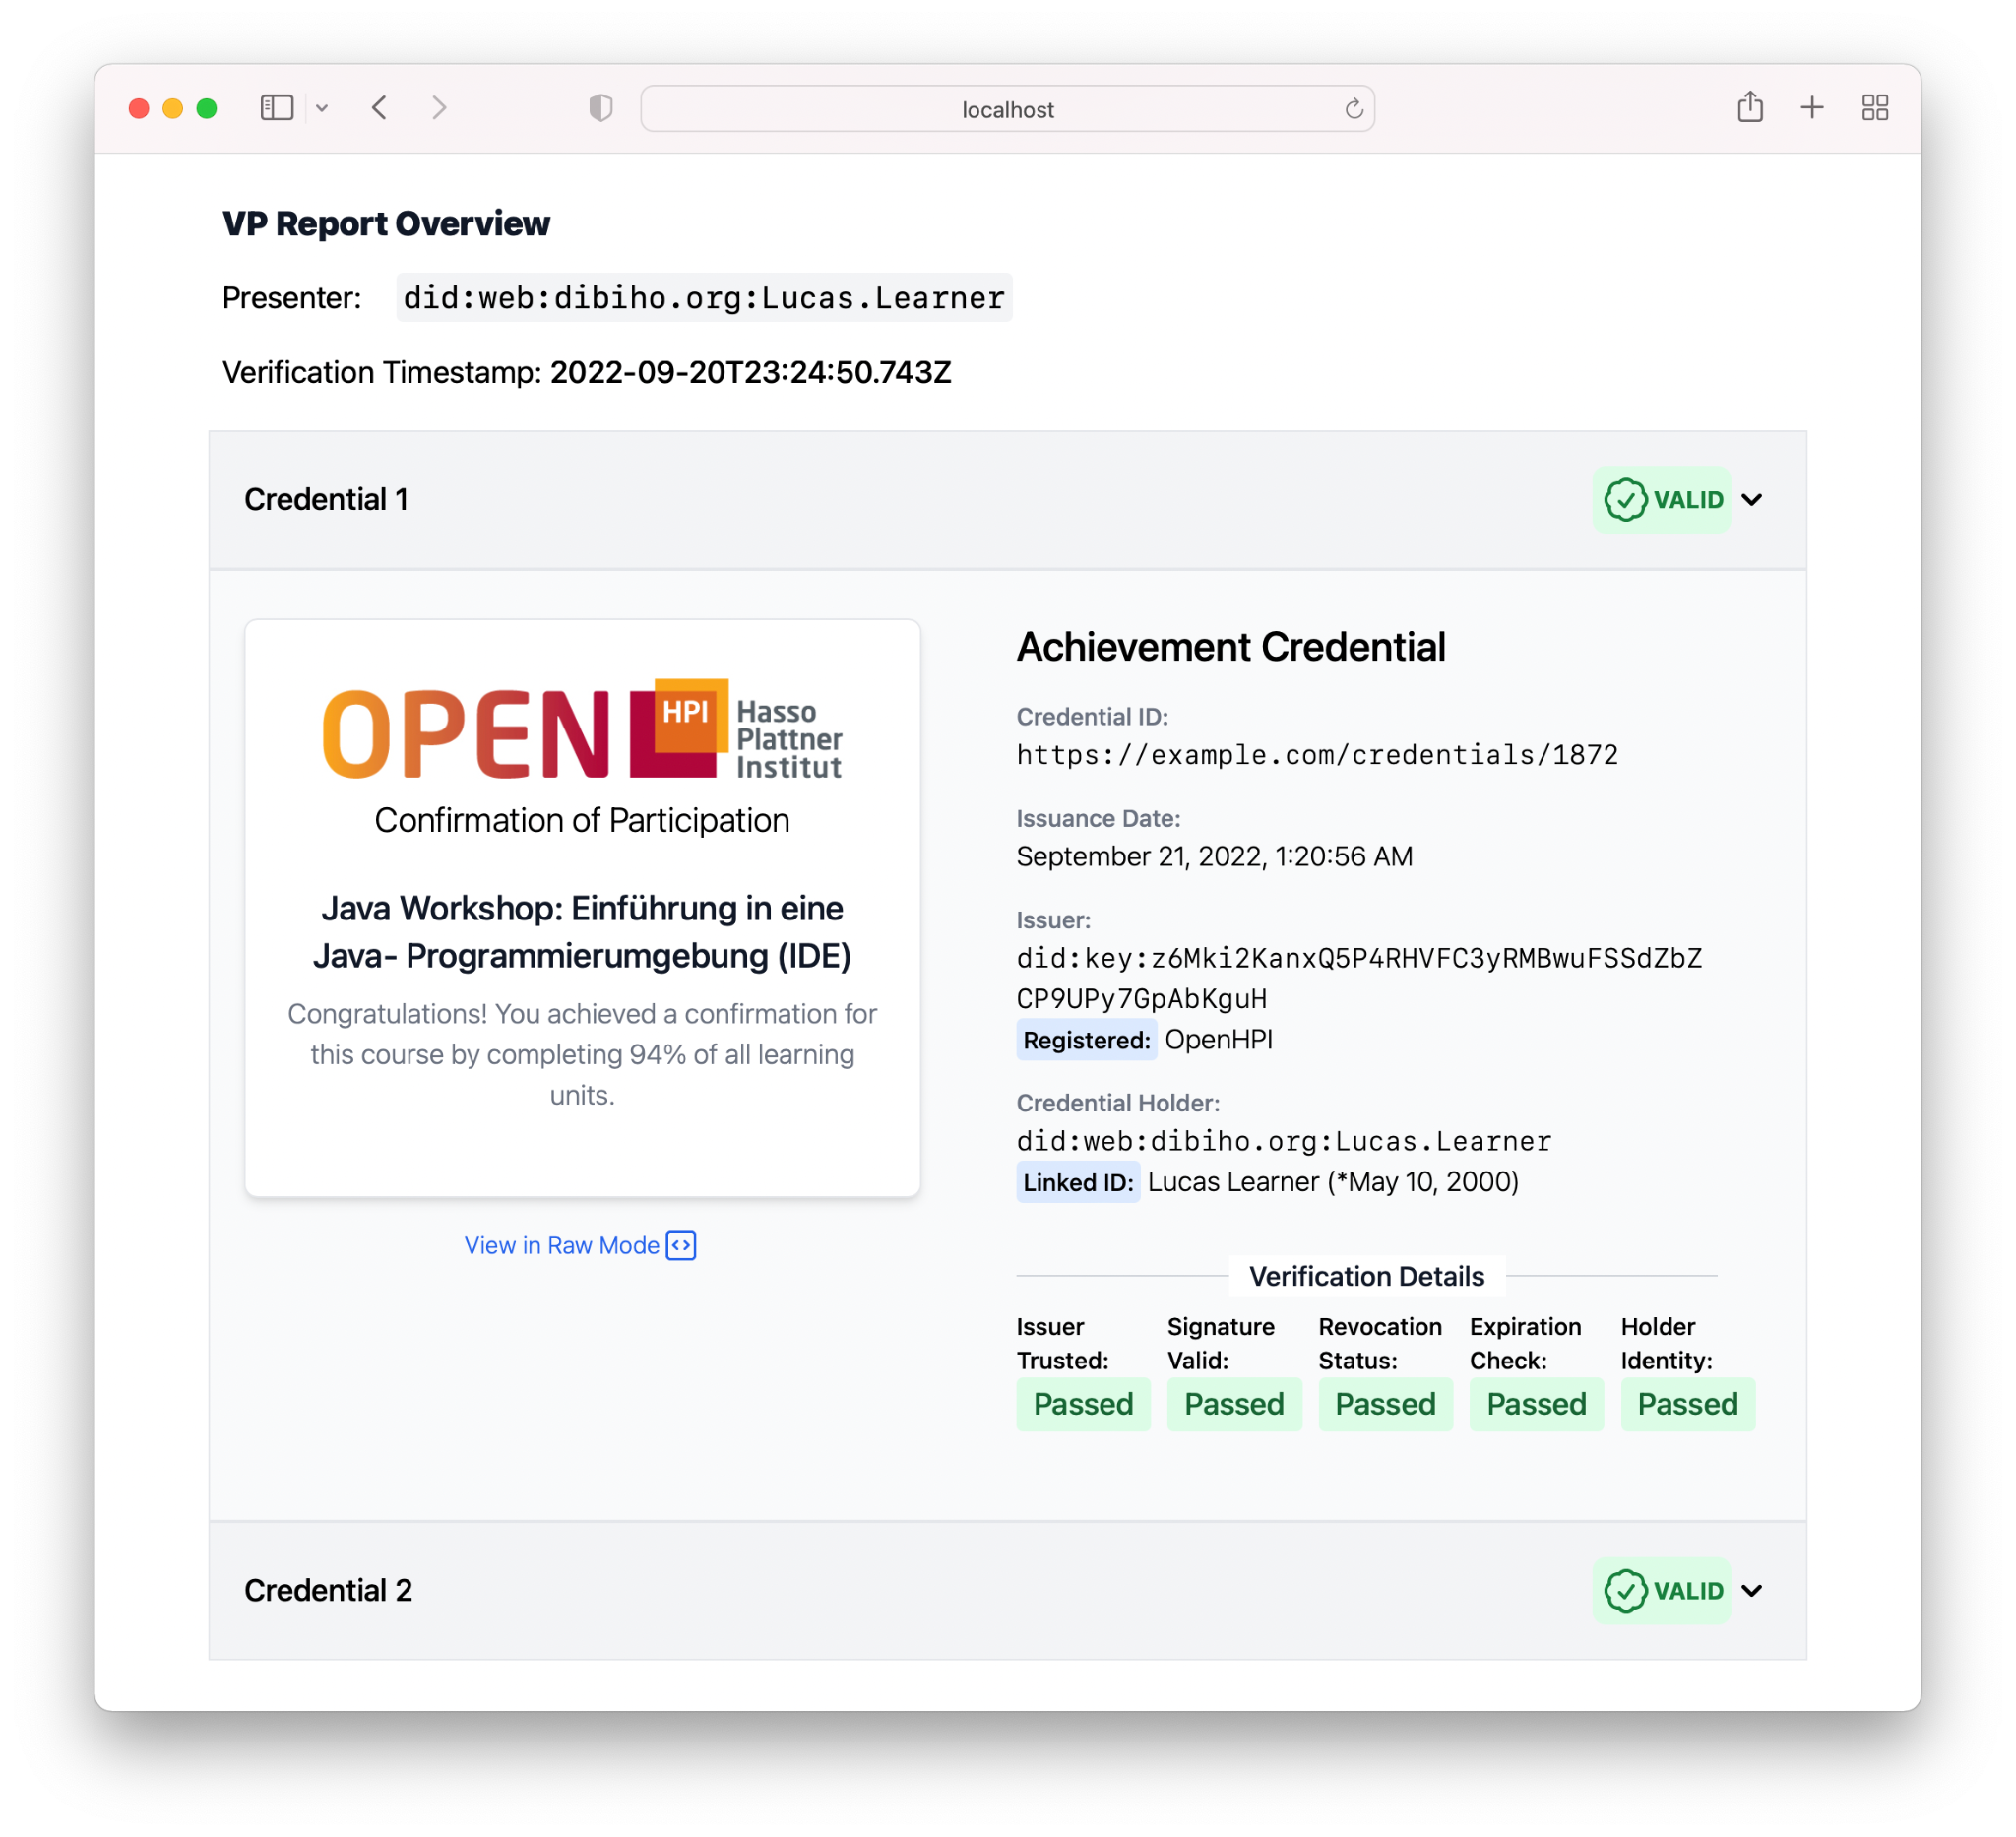 localhost
VP Report Overview
Presenter: did:web:dibiho.org:Lucas.Learner
Verification Timestamp: 2022-09-20T23:24:50.743Z
Credential 1
VALID
OPEN HPI Hasso
Plattner
Institut
Confirmation of Participation
Java Workshop: Einführung in eine
Java- Programmierumgebung (IDE)
Congratulations! You achieved a confirmation for
this course by completing 94% of all learning
units.
View in Raw Mode
Achievement Credential
Credential ID:
https://example.com/credentials/1872
Issuance Date:
September 21, 2022, 1:20:56 AM
Issuer:
did:key:z6Mki2KanxQ5P4RHVFC3yRMBwuFSSdZbZ
CP9UPy7GpAbKguH
Registered: OpenHPI
Credential Holder:
did:web:dibiho.org:Lucas.Learner
Linked ID: Lucas Learner (*May 10, 2000)
Verification Details
Issuer
Trusted:
Passed
Signature
Valid:
Passed
Revocation
Status:
Passed
Expiration
Check:
Passed
Holder
Identity:
Passed
Credential 2
VALID